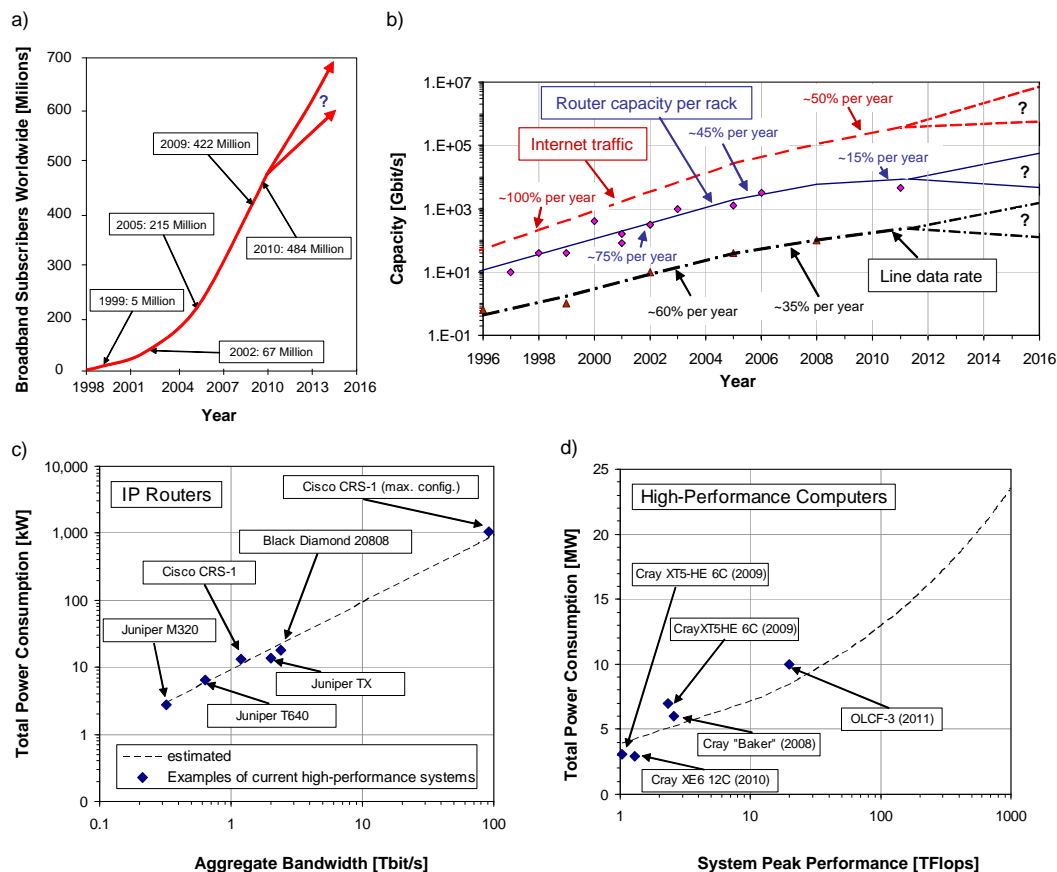 a)
Broadband Subscribers Worldwide [Milions]
700
600
500
400
300
200
100
0
1998
2001
2004
2007
2010
2013
2016
Year
?
2009: 422 Million
2005: 215 Million
2010: 484 Million
1999: 5 Million
2002: 67 Million
b)
Capacity [Gbit/s]
1.E+07
1.E+05
1.E+03
1.E+01
1.E-01
1996
1998
2000
2002
2004
2006
2008
2010
2012
2014
2016
Year
Router capacity per rack
~50% per year
?
Internet traffic
~45% per year
~15% per year
?
~100% per year
~75% per year
?
Line data rate
~60% per year
~35% per year
c)
Total Power Consumption [kW]
10,000
1,000
100
10
1
0
0.1
1
10
100
Aggregate Bandwidth [Tbit/s]
IP Routers
Cisco CRS-1 (max. config.)
Black Diamond 20808
Cisco CRS-1
Juniper M320
Juniper TX
Juniper T640
estimated
Examples of current high-performance systems
d)
Total Power Consumption [MW]
25
20
15
10
5
0
1
10
100
1000
System Peak Performance [TFlops]
High-Performance Computers
Cray XT5-HE 6C (2009)
CrayXT5HE 6C (2009)
OLCF-3 (2011)
Cray "Baker" (2008)
Cray XE6 12C (2010)